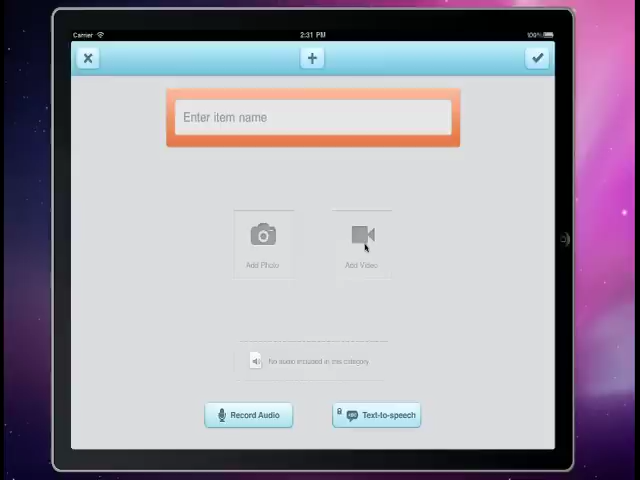 Carrier 2:31 PM 100%
Enter item name
Add Photo Add Video
No audio included in this category
Record Audio ABC Text-to-speech